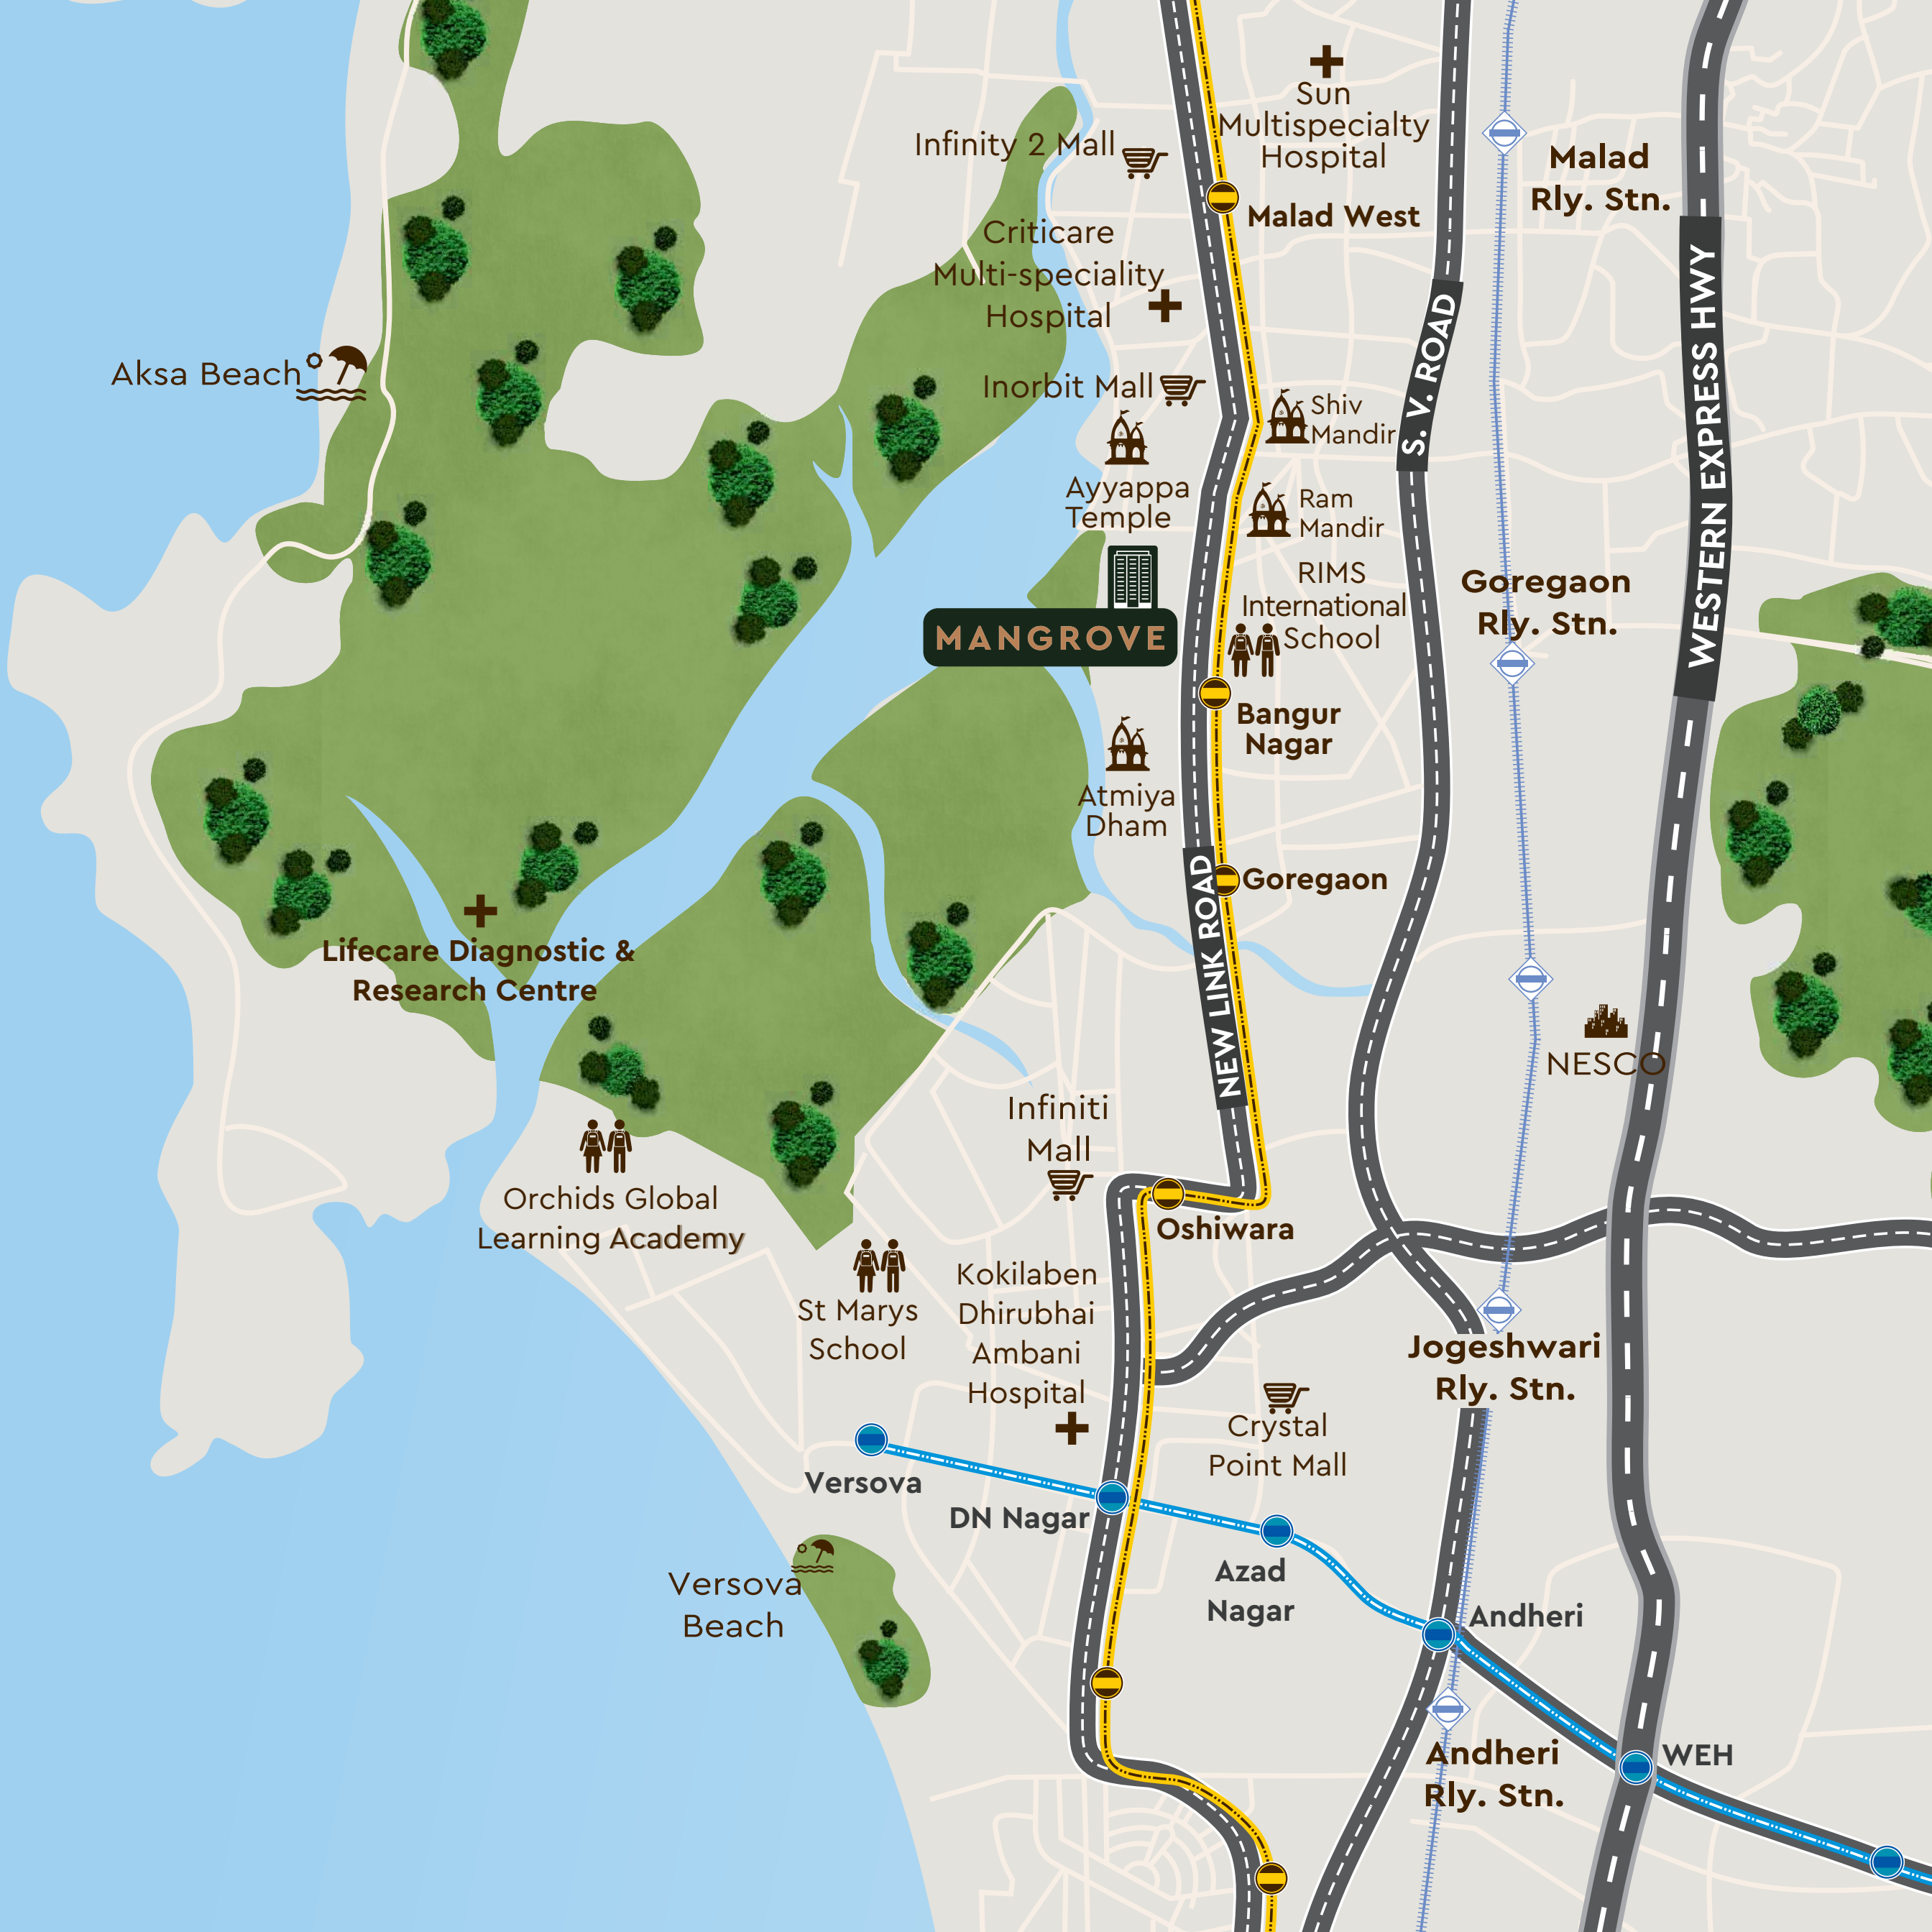 Sun
Multispecialty
Hospital
Infinity 2 Mall
Malad
Rly. Stn.
Malad West
Criticare
Multi-speciality
Hospital
Aksa Beach
Inorbit Mall
Shiv
Mandir
S. V. ROAD
WESTERN EXPRESS HWY
Ayyappa
Temple
Ram
Mandir
RIMS
International
School
Goregaon
Rly. Stn.
MANGROVE
Bangur
Nagar
Atmiya
Dham
Goregaon
NEW LINK ROAD
Lifecare Diagnostic &
Research Centre
NESCO
Infiniti
Mall
Orchids Global
Learning Academy
Oshiwara
St Marys
School
Kokilaben
Dhirubhai
Ambani
Hospital
Jogeshwari
Rly. Stn.
Crystal
Point Mall
Versova
DN Nagar
Azad
Nagar
Versova
Beach
Andheri
Andheri
Rly. Stn.
WEH